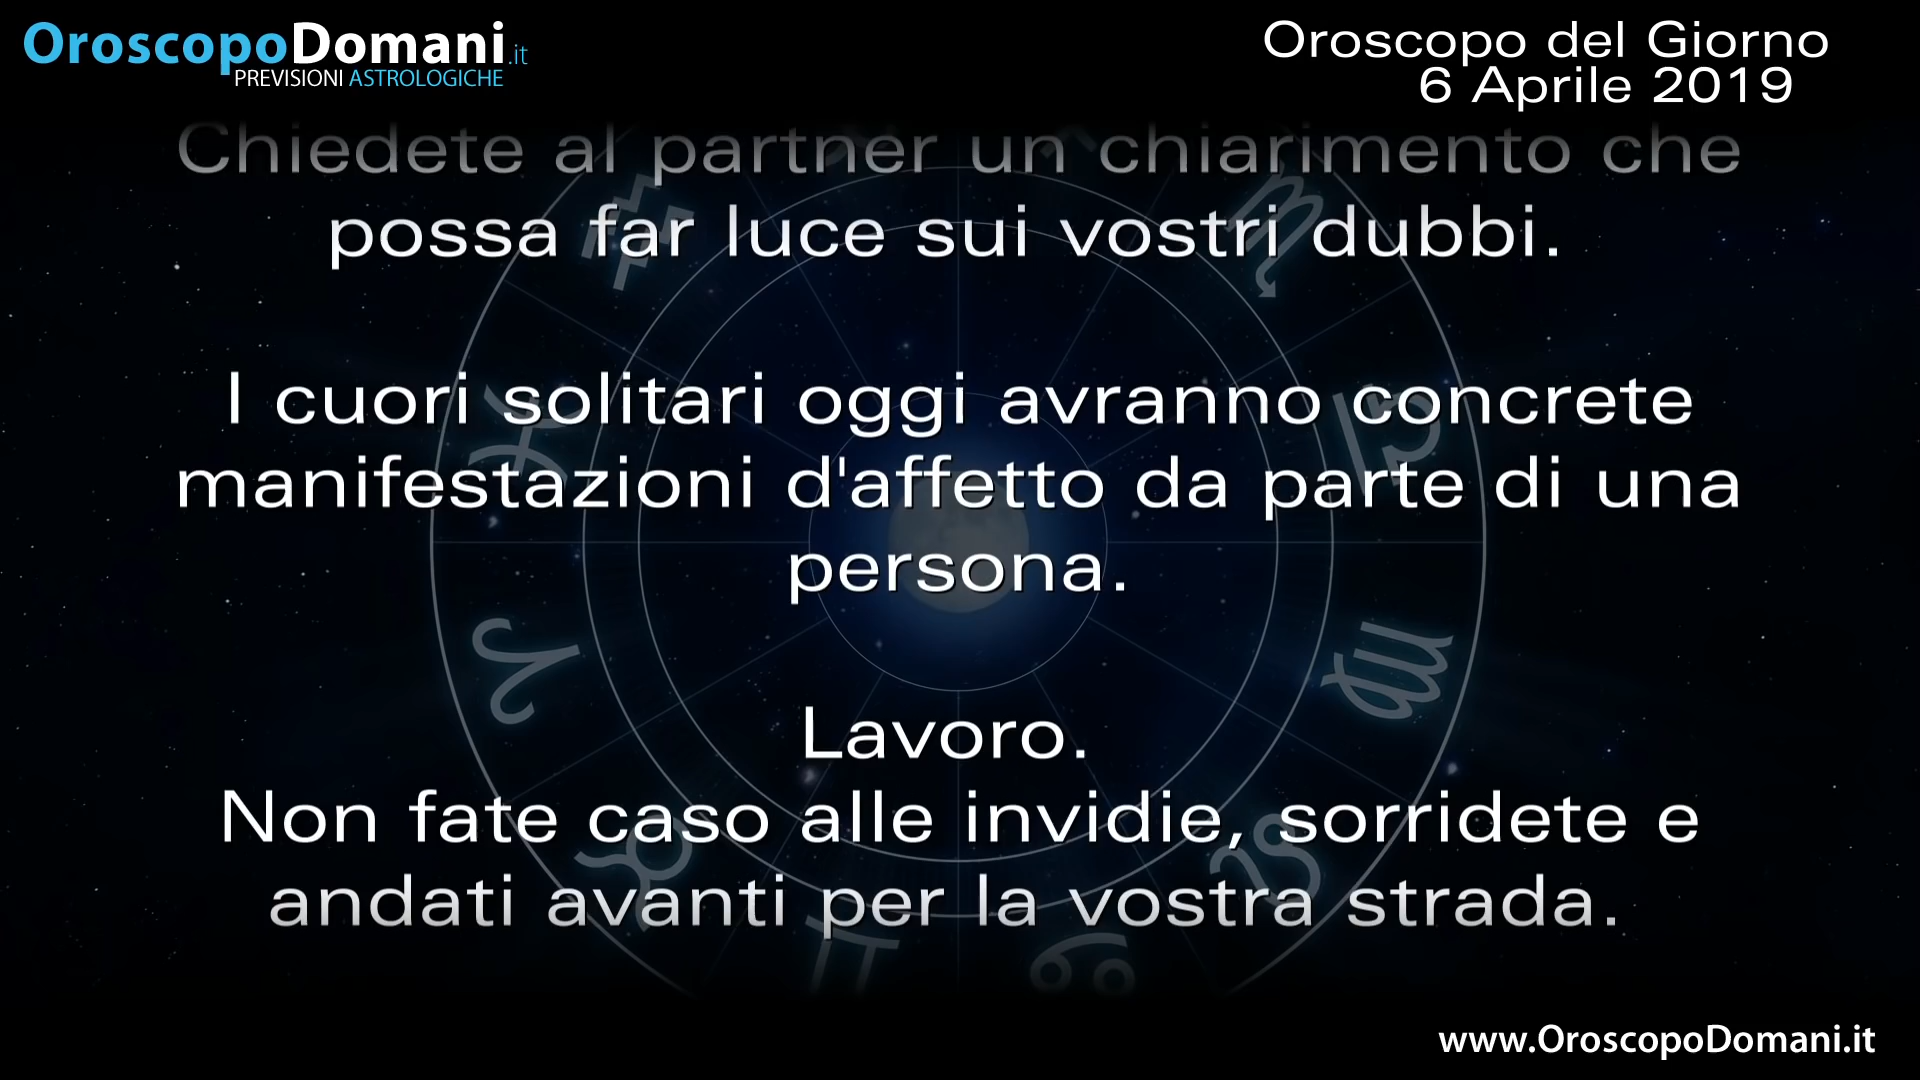 OroscopoDomani.it
PREVISIONI ASTROLOGICHE
Oroscopo del Giorno
6 Aprile 2019
Chiedete al partner un chiarimento che
possa far luce sui vostri dubbi.
I cuori solitari oggi avranno concrete
manifestazioni d'affetto da parte di una
persona.
Lavoro.
Non fate caso alle invidie, sorridete e
andati avanti per la vostra strada.
www.OroscopoDomani.it